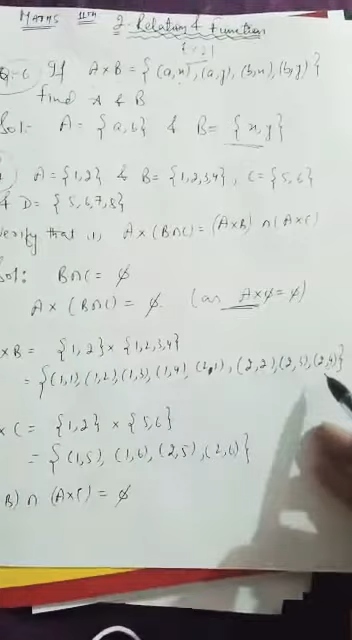 MATHS 11th 2. Relation & Function
Q-6 If A×B = {(a,x), (a,y), (b,x), (b,y)}
Find A & B
Sol:- A = {a,b} & B = {x,y}
A = {1,2} & B = {1,2,3,4}, C = {5,6}
& D = {5,6,7,8}
Verify that i, A×(B∩C) = (A×B) ∩ (A×C)
Sol: B∩C = ϕ
A×(B∩C) = ϕ. (as A×ϕ = ϕ)
×B = {1,2} × {1,2,3,4}
= {(1,1), (1,2), (1,3), (1,4), (2,1), (2,2), (2,3), (2,4)}
× C = {1,2} × {5,6}
= {(1,5), (1,6), (2,5), (2,6)}
B) ∩ (A×C) = ϕ